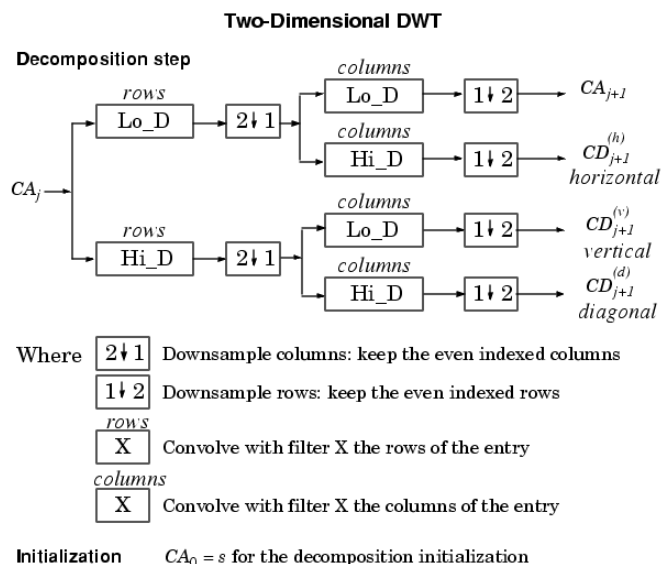 Two-Dimensional DWT
Decomposition step
rows
Lo_D
2↓1
columns
Lo_D
1↓2
CA_{j+1}
columns
Hi_D
1↓2
CD_{j+1}^{(h)}
horizontal
CA_j
rows
Hi_D
2↓1
columns
Lo_D
1↓2
CD_{j+1}^{(v)}
vertical
columns
Hi_D
1↓2
CD_{j+1}^{(d)}
diagonal
Where 2↓1 Downsample columns: keep the even indexed columns
1↓2 Downsample rows: keep the even indexed rows
rows
X Convolve with filter X the rows of the entry
columns
X Convolve with filter X the columns of the entry
Initialization CA_0 = s for the decomposition initialization